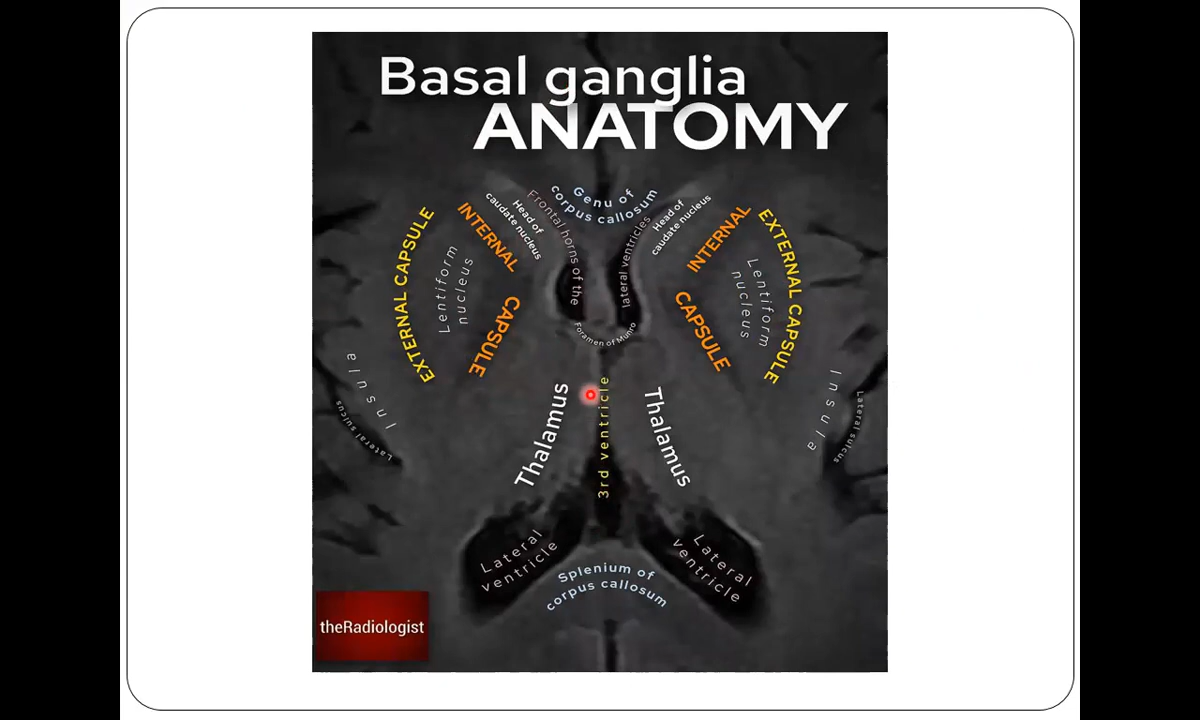 Basal ganglia
ANATOMY
Genu of
corpus callosum
Frontal horns of the
lateral ventricles
Head of
caudate nucleus
Head of
caudate nucleus
INTERNAL
CAPSULE
INTERNAL
CAPSULE
EXTERNAL CAPSULE
EXTERNAL CAPSULE
Lentiform
nucleus
Lentiform
nucleus
Foramen of Munro
Insula
Lateral suicus
Insula
Lateral sulcus
Thalamus
3rd ventricle
Thalamus
Lateral
ventricle
Lateral
ventricle
Splenium of
corpus callosum
theRadiologist